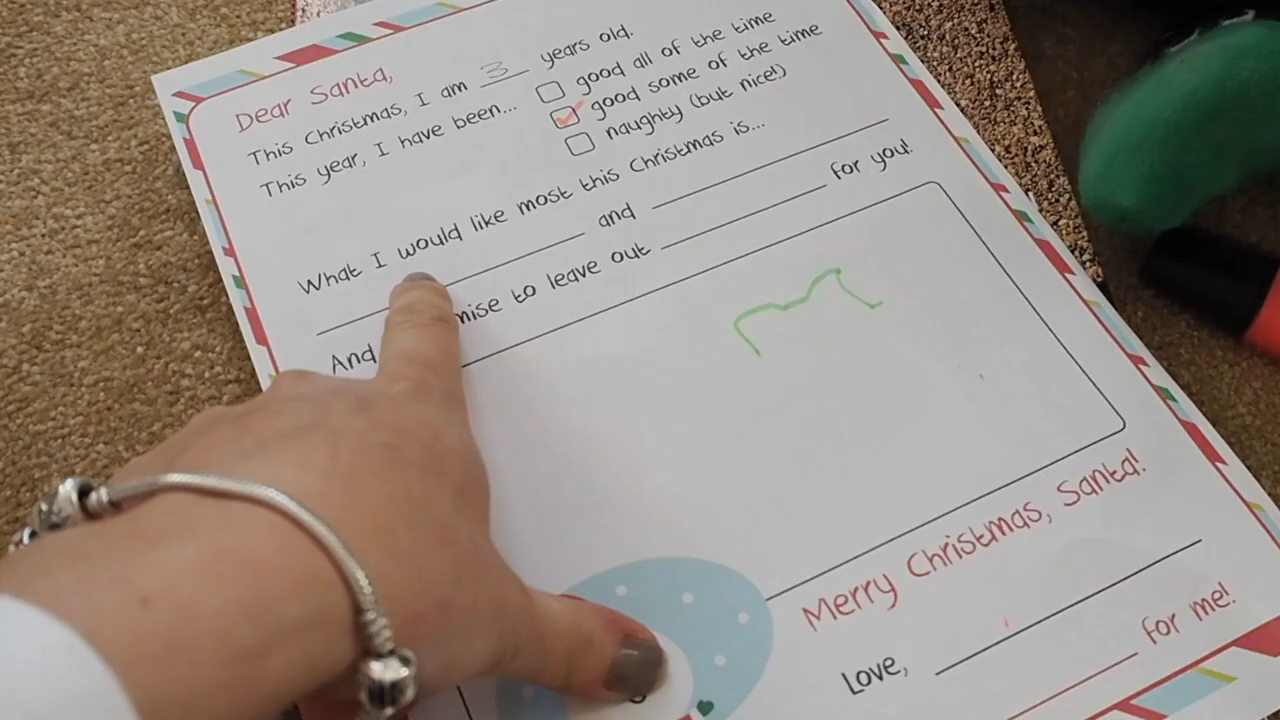 Dear Santa,
This Christmas, I am 3 years old.
This year, I have been...
good all of the time
good some of the time
naughty (but nice!)
What I would like most this Christmas is...
and
And mise to leave out for you!
Merry Christmas, Santa!
Love,
for me!